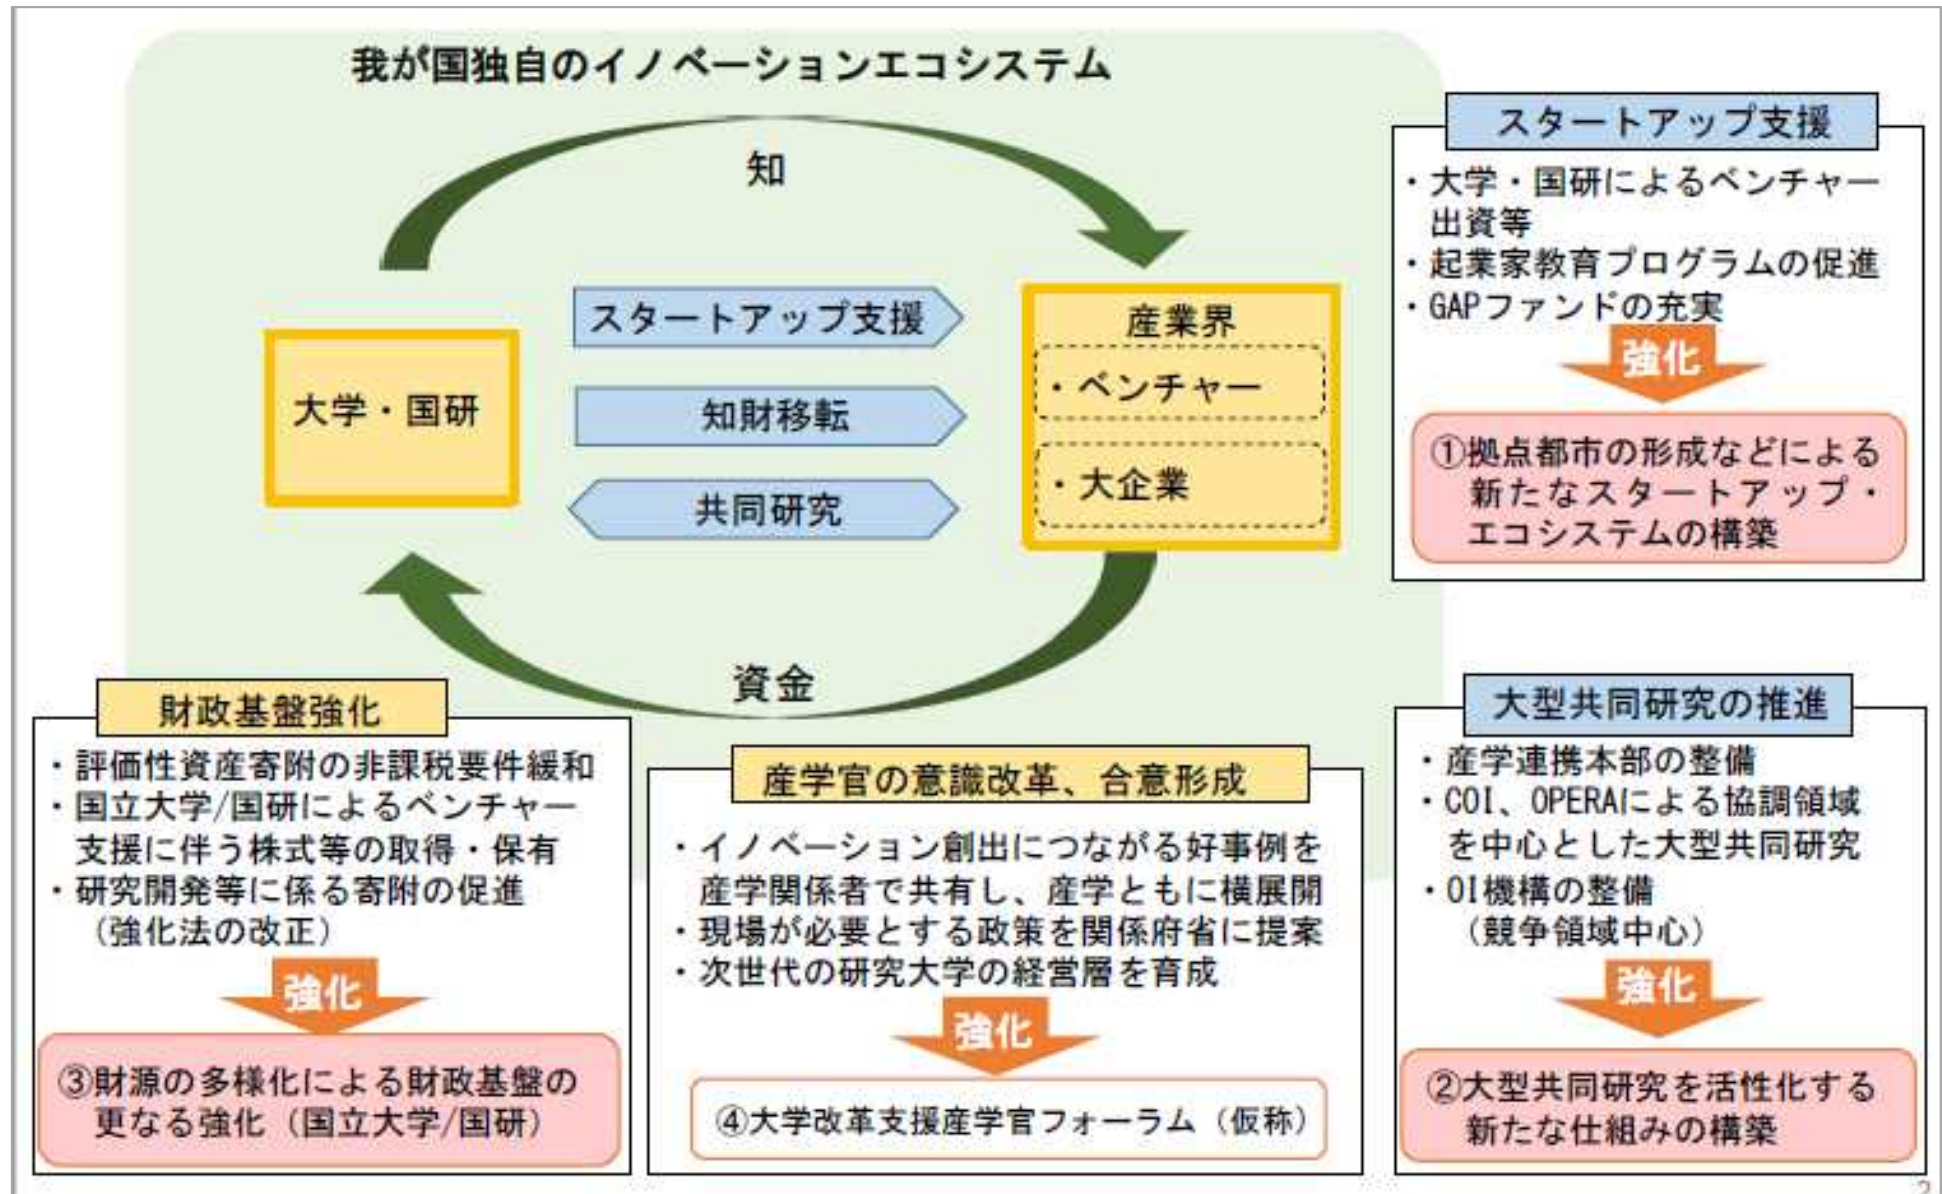 我が国独自のイノベーションエコシステム
知
大学・国研
スタートアップ支援
知財移転
共同研究
産業界
・ベンチャー
・大企業
資金
スタートアップ支援
・大学・国研によるベンチャー
出資等
・起業家教育プログラムの促進
・GAPファンドの充実
強化
①拠点都市の形成などによる
新たなスタートアップ・
エコシステムの構築
財政基盤強化
・評価性資産寄附の非課税要件緩和
・国立大学/国研によるベンチャー
支援に伴う株式等の取得・保有
・研究開発等に係る寄附の促進
（強化法の改正）
強化
③財源の多様化による財政基盤の
更なる強化（国立大学/国研）
産学官の意識改革、合意形成
・イノベーション創出につながる好事例を
産学関係者で共有し、産学ともに横展開
・現場が必要とする政策を関係府省に提案
・次世代の研究大学の経営層を育成
強化
④大学改革支援産学官フォーラム（仮称）
大型共同研究の推進
・産学連携本部の整備
・COI、OPERAによる協調領域
を中心とした大型共同研究
・OI機構の整備
（競争領域中心）
強化
②大型共同研究を活性化する
新たな仕組みの構築
2